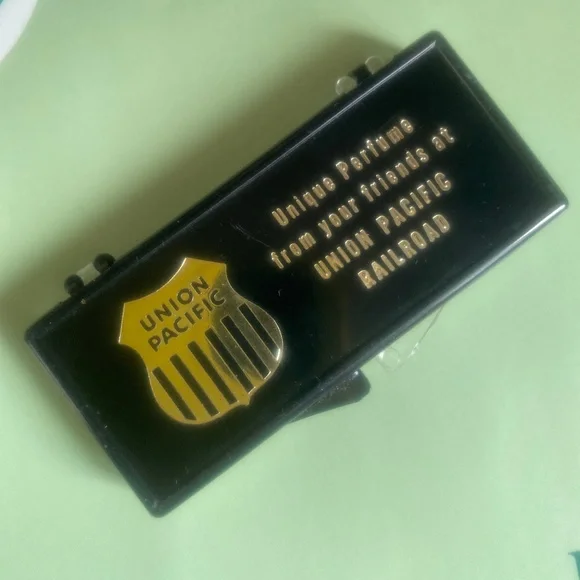 Unique Perfume
from your friends at
UNION PACIFIC
RAILROAD
UNION
PACIFIC